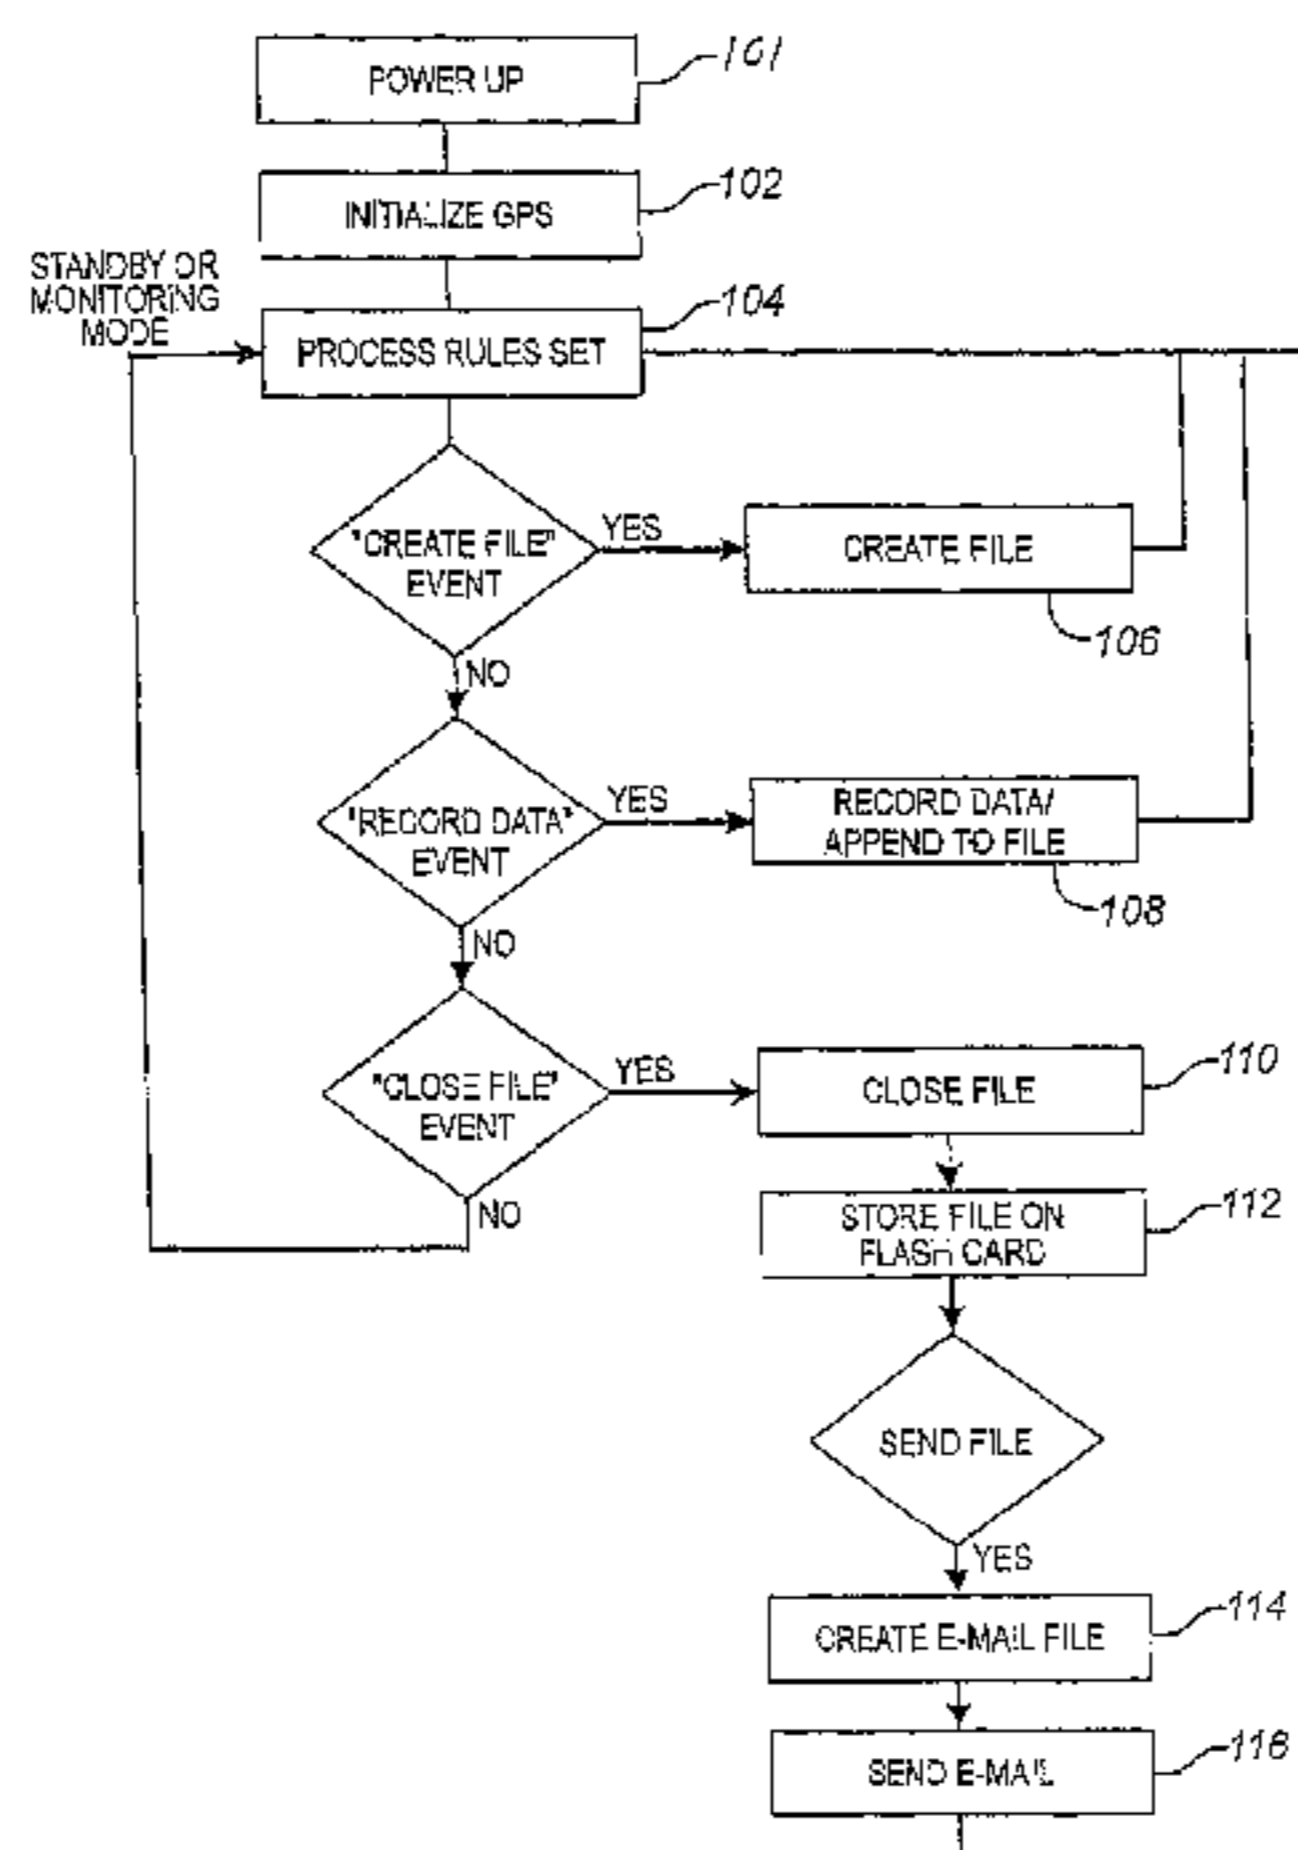 POWER UP
101
INITIALIZE GPS
102
STANDBY OR
MONITORING
MODE
PROCESS RULES SET
104
"CREATE FILE"
EVENT
YES
CREATE FILE
106
NO
"RECORD DATA"
EVENT
YES
RECORD DATA/
APPEND TO FILE
108
NO
"CLOSE FILE"
EVENT
YES
CLOSE FILE
110
NO
STORE FILE ON
FLASH CARD
112
SEND FILE
YES
CREATE E-MAIL FILE
114
SEND E-MAIL
116